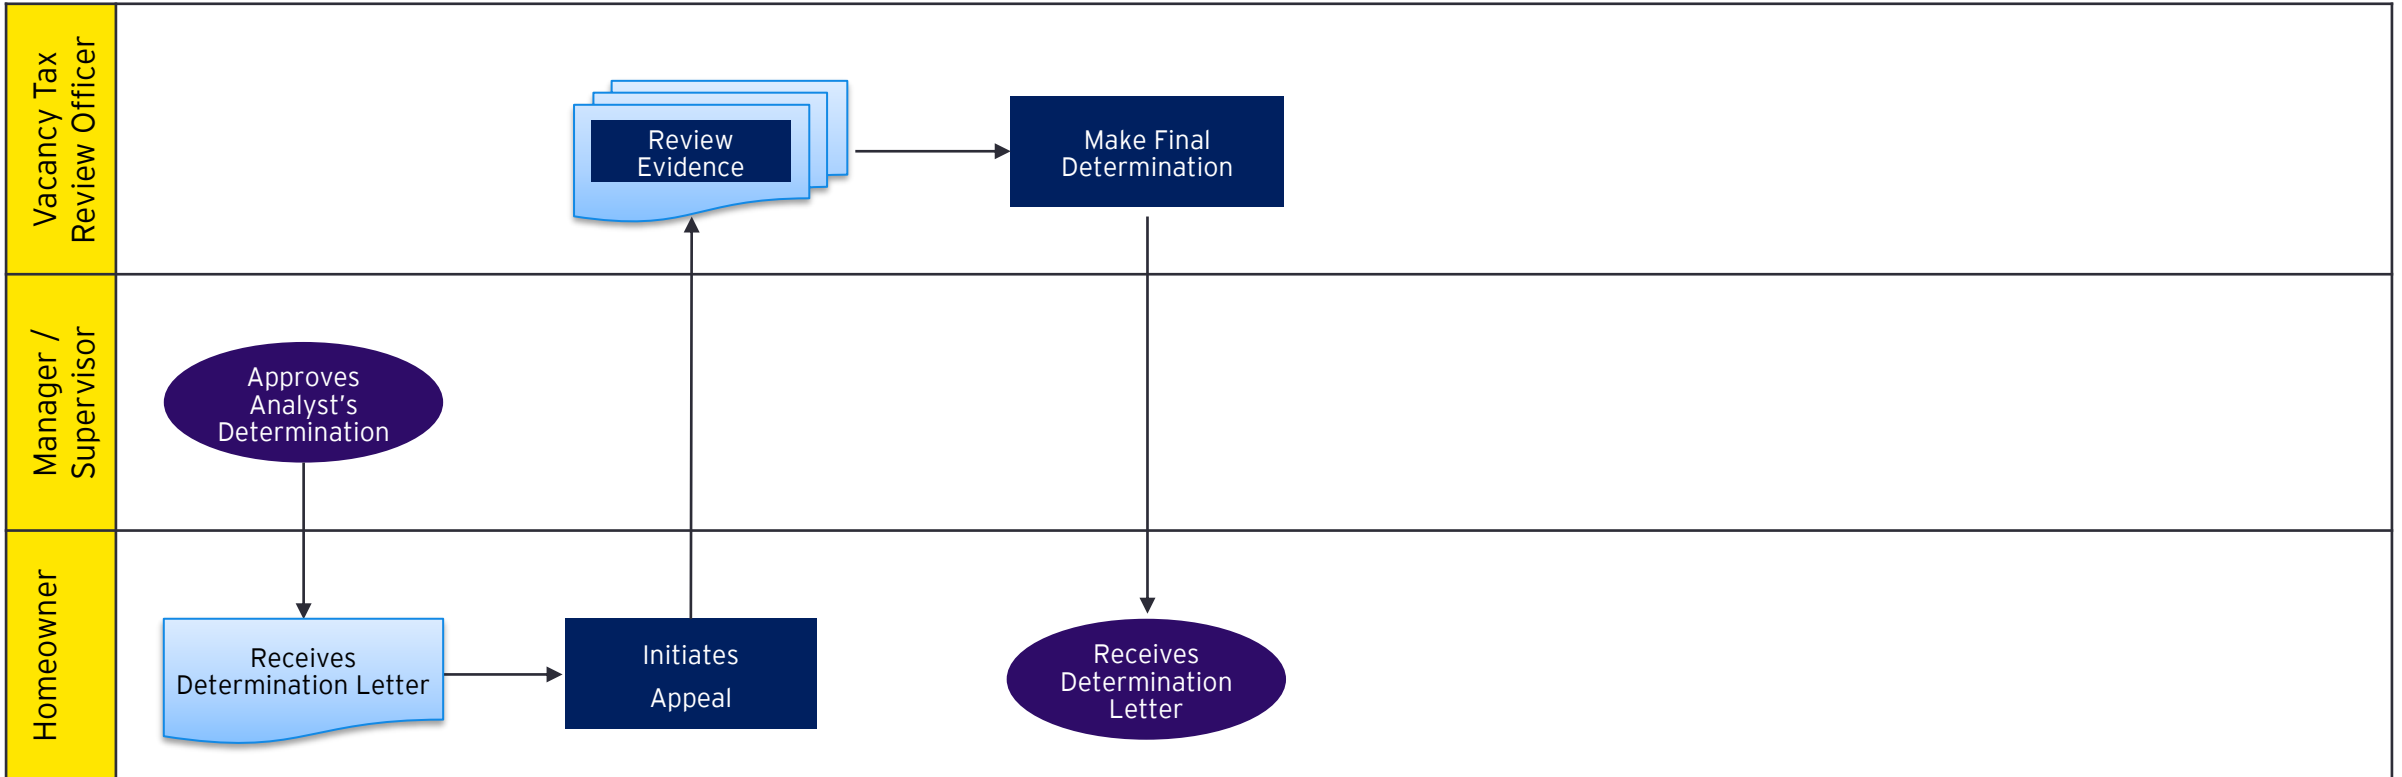 Vacancy Tax
Review Officer
Review
Evidence
Make Final
Determination
Manager /
Supervisor
Approves
Analyst’s
Determination
Homeowner
Receives
Determination Letter
Initiates
Appeal
Receives
Determination
Letter